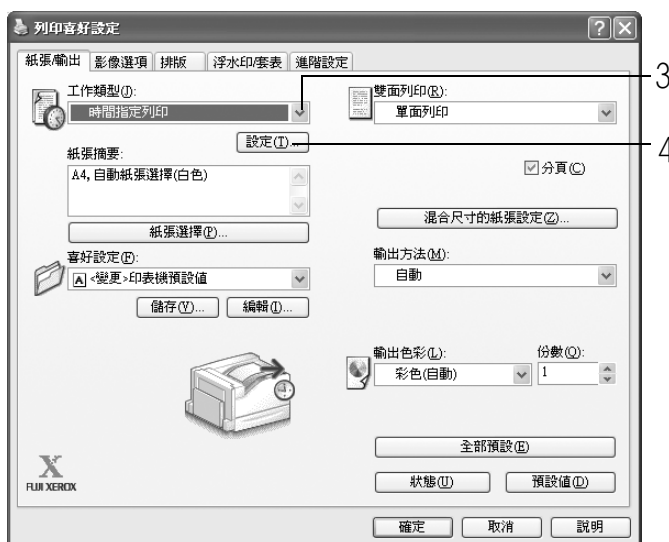 列印喜好設定
紙張/輸出 影像選項 排版 浮水印/套表 進階設定
工作類型(J):
時間指定列印
3
設定(T)...
4
紙張摘要:
A4, 自動紙張選擇(白色)
紙張選擇(P)...
喜好設定(F):
A <變更>印表機預設值
儲存(V)... 編輯(I)...
雙面列印(R):
單面列印
分頁(C)
混合尺寸的紙張設定(Z)...
輸出方法(M):
自動
輸出色彩(L): 份數(O):
彩色(自動) 1
全部預設(E)
狀態(U) 預設值(D)
X
FUJI XEROX
確定 取消 說明